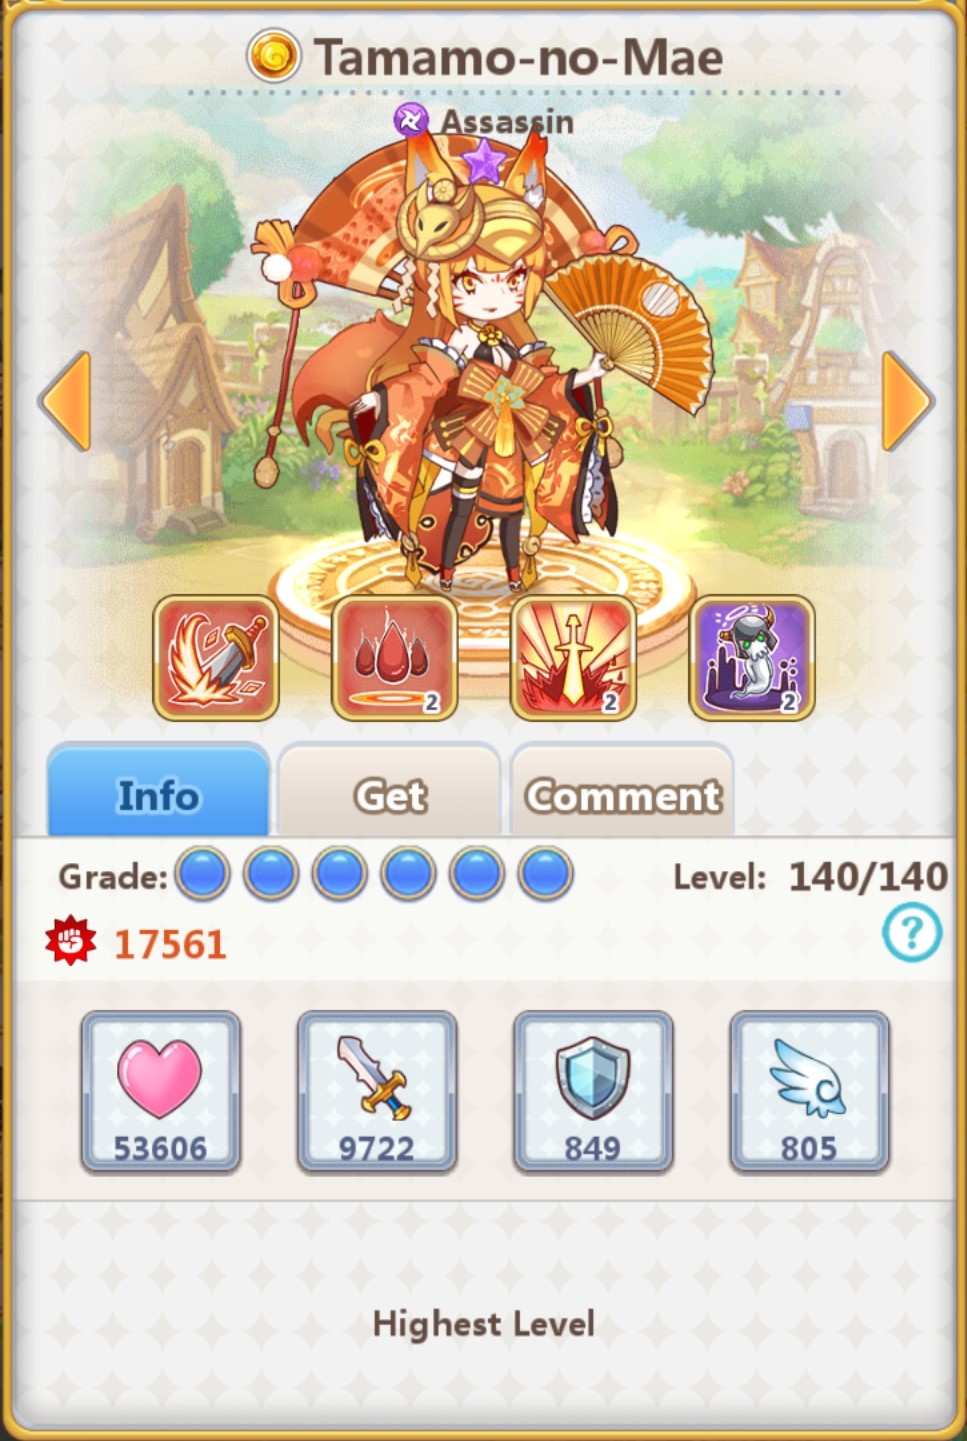 Tamamo-no-Mae
Assassin
2 2 2
Info Get Comment
Grade: Level: 140/140
17561 ?
53606 9722 849 805
Highest Level